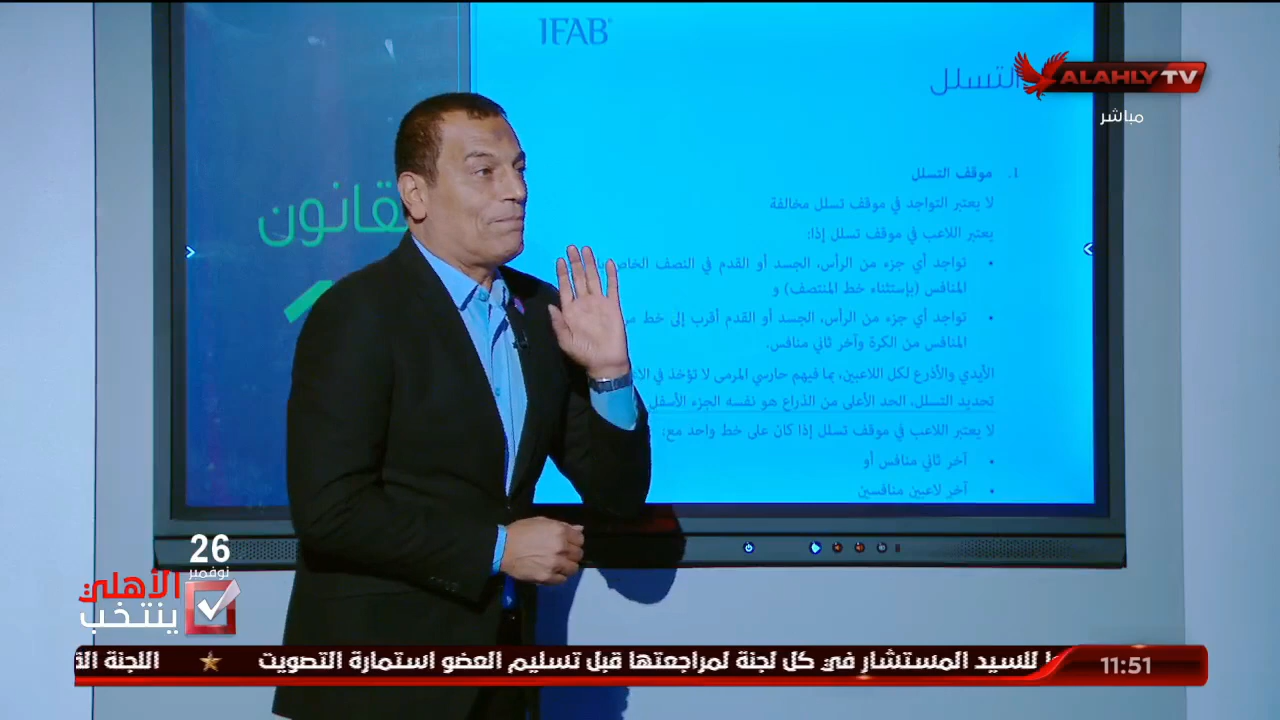 IFAB
التسلل
ALAHLY TV
مباشر
القانون
1. موقف التسلل
لا يعتبر التواجد في موقف تسلل مخالفة
يعتبر اللاعب في موقف تسلل إذا:
• تواجد أي جزء من الرأس، الجسد أو القدم في النصف الخاص
المنافس (بإستثناء خط المنتصف) و
• تواجد أي جزء من الرأس، الجسد أو القدم أقرب إلى خط
المنافس من الكرة وآخر ثاني منافس.
الأيدي والأذرع لكل اللاعبين، بما فيهم حارسي المرمى لا تؤخذ في
تحديد التسلل، الحد الأعلى من الذراع هو نفسه الجزء الأسفل
لا يعتبر اللاعب في موقف تسلل إذا كان على خط واحد مع:
• آخر ثاني منافس أو
• آخر لاعبين منافسين
26
نوفمبر
الأهلي
ينتخب
للسيد المستشار في كل لجنة لمراجعتها قبل تسليم العضو استمارة التصويت
اللجنة
11:51